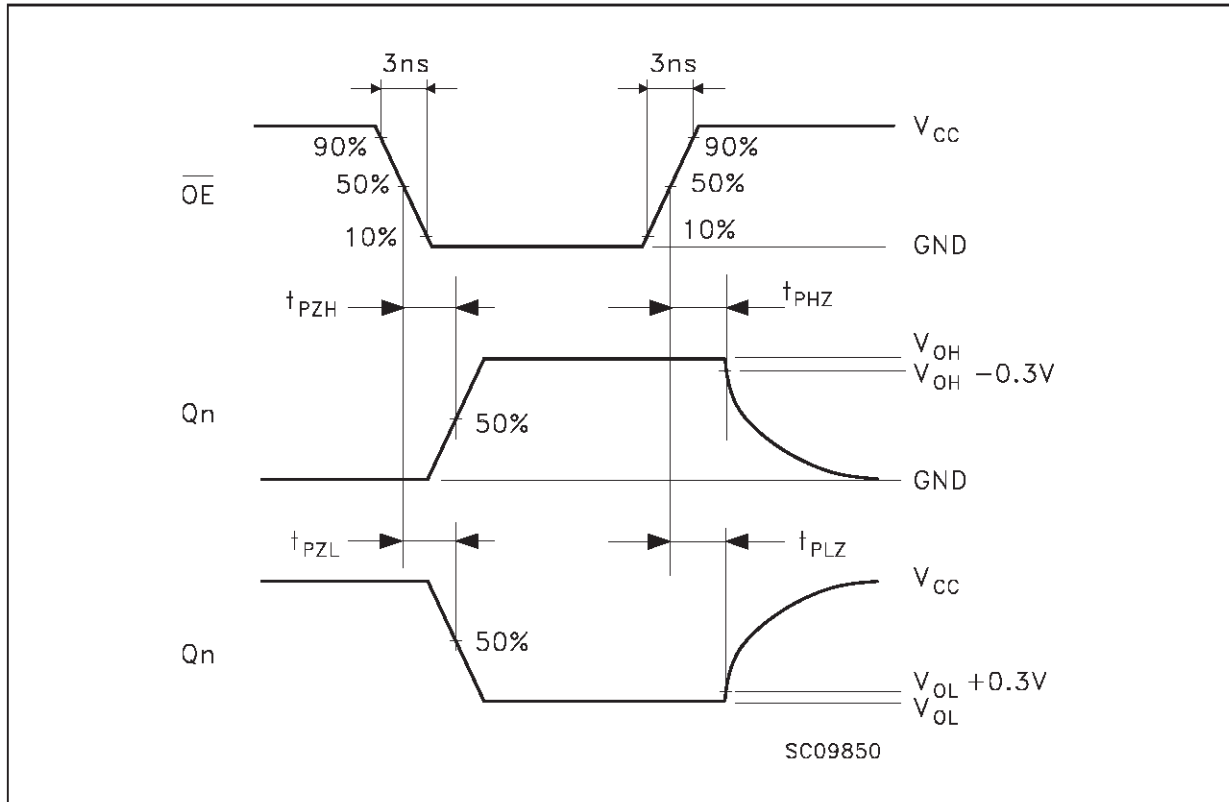 3ns 3ns
V_CC
90% 90%
OE 50% 50%
10% 10%
GND
t_PZH t_PHZ
V_OH
V_OH −0.3V
Qn 50%
GND
t_PZL t_PLZ
V_CC
Qn 50%
V_OL +0.3V
V_OL
SC09850